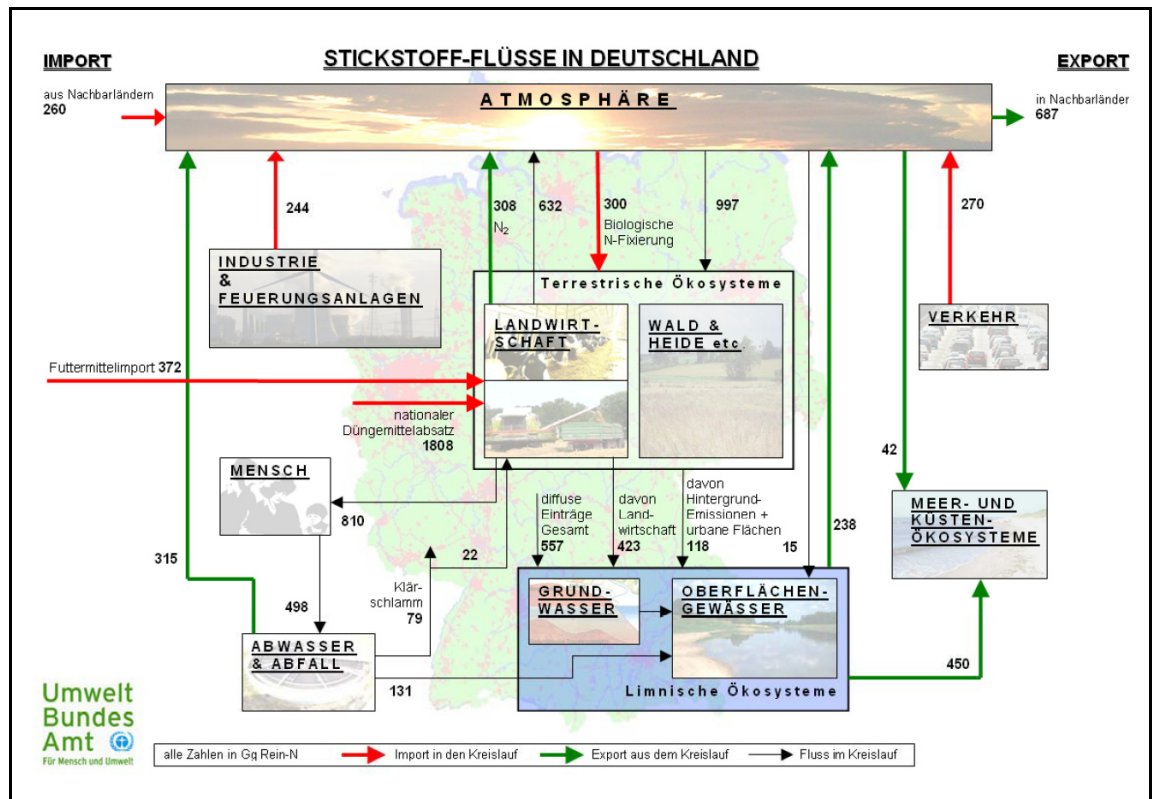 IMPORT
STICKSTOFF-FLÜSSE IN DEUTSCHLAND
EXPORT
aus Nachbarländern
260
ATMOSPHÄRE
in Nachbarländer
687
244
308
N₂
632
300
Biologische
N-Fixierung
997
270
INDUSTRIE
&
FEUERUNGSANLAGEN
Terrestrische Ökosysteme
LANDWIRT-
SCHAFT
WALD &
HEIDE etc.
VERKEHR
Futtermittelimport 372
nationaler
Düngemittelabsatz
1808
MENSCH
810
42
diffuse
Einträge
Gesamt
557
davon
Land-
wirtschaft
423
davon
Hintergrund-
Emissionen +
urbane Flächen
118
15
238
MEER- UND
KÜSTEN-
ÖKOSYSTEME
315
22
Klär-
schlamm
79
498
GRUND-
WASSER
OBERFLÄCHEN-
GEWÄSSER
ABWASSER
& ABFALL
131
Limnische Ökosysteme
450
Umwelt
Bundes
Amt
Für Mensch und Umwelt
alle Zahlen in Gg Rein-N
Import in den Kreislauf
Export aus dem Kreislauf
Fluss im Kreislauf